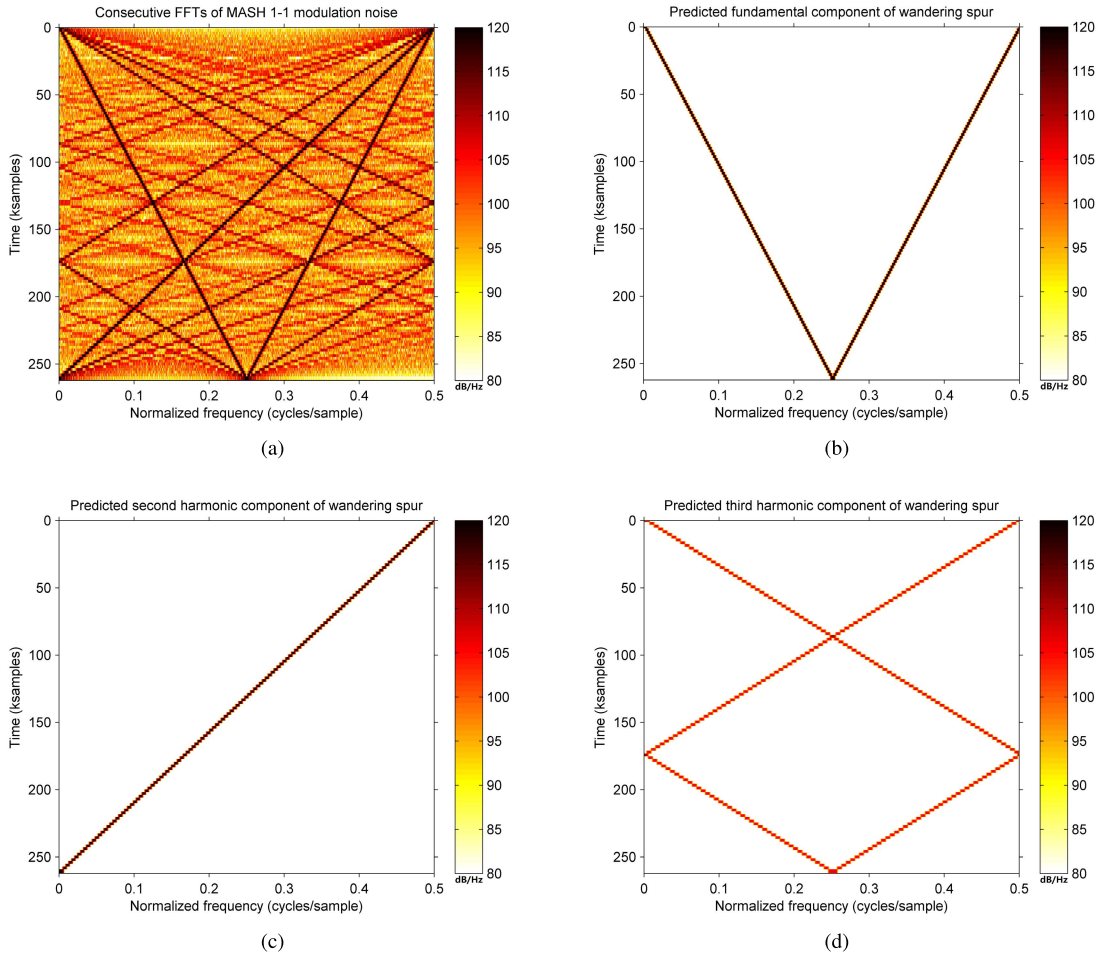 Consecutive FFTs of MASH 1-1 modulation noise
0
50
100
150
200
250
Time (ksamples)
0 0.1 0.2 0.3 0.4 0.5
Normalized frequency (cycles/sample)
120
115
110
105
100
95
90
85
80
dB/Hz
(a)
Predicted fundamental component of wandering spur
0
50
100
150
200
250
Time (ksamples)
0 0.1 0.2 0.3 0.4 0.5
Normalized frequency (cycles/sample)
120
115
110
105
100
95
90
85
80
dB/Hz
(b)
Predicted second harmonic component of wandering spur
0
50
100
150
200
250
Time (ksamples)
0 0.1 0.2 0.3 0.4 0.5
Normalized frequency (cycles/sample)
120
115
110
105
100
95
90
85
80
dB/Hz
(c)
Predicted third harmonic component of wandering spur
0
50
100
150
200
250
Time (ksamples)
0 0.1 0.2 0.3 0.4 0.5
Normalized frequency (cycles/sample)
120
115
110
105
100
95
90
85
80
dB/Hz
(d)